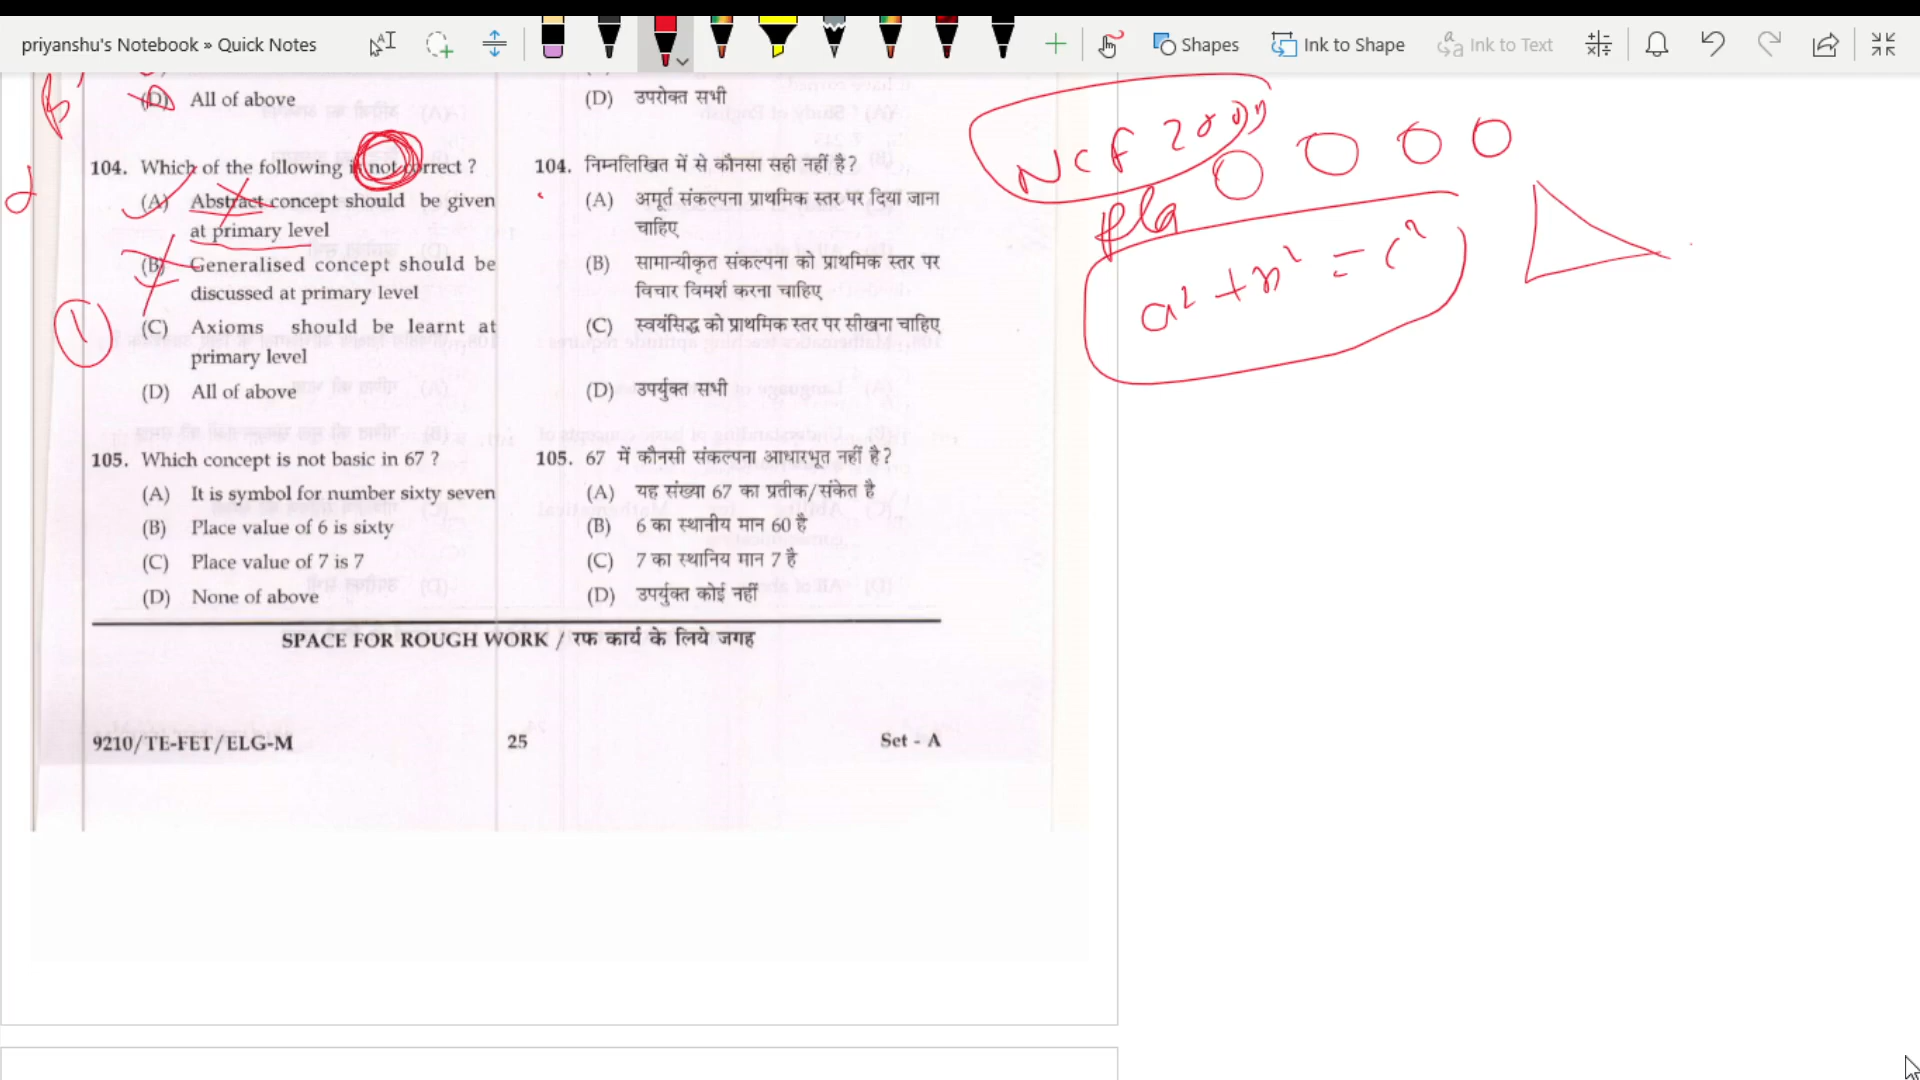 priyanshu's Notebook » Quick Notes
Shapes
Ink to Shape
Ink to Text
(D) All of above
(D) उपरोक्त सभी
104. Which of the following is not correct ?
(A) Abstract concept should be given
at primary level
(B) Generalised concept should be
discussed at primary level
(C) Axioms should be learnt at
primary level
(D) All of above
105. Which concept is not basic in 67 ?
(A) It is symbol for number sixty seven
(B) Place value of 6 is sixty
(C) Place value of 7 is 7
(D) None of above
104. निम्नलिखित में से कौनसा सही नहीं है?
(A) अमूर्त संकल्पना प्राथमिक स्तर पर दिया जाना
चाहिए
(B) सामान्यीकृत संकल्पना को प्राथमिक स्तर पर
विचार विमर्श करना चाहिए
(C) स्वयंसिद्ध को प्राथमिक स्तर पर सीखना चाहिए
(D) उपर्युक्त सभी
105. 67 में कौनसी संकल्पना आधारभूत नहीं है?
(A) यह संख्या 67 का प्रतीक/संकेत है
(B) 6 का स्थानीय मान 60 है
(C) 7 का स्थानिय मान 7 है
(D) उपर्युक्त कोई नहीं
SPACE FOR ROUGH WORK / रफ कार्य के लिये जगह
9210/TE-FET/ELG-M
25
Set - A
NCF
1